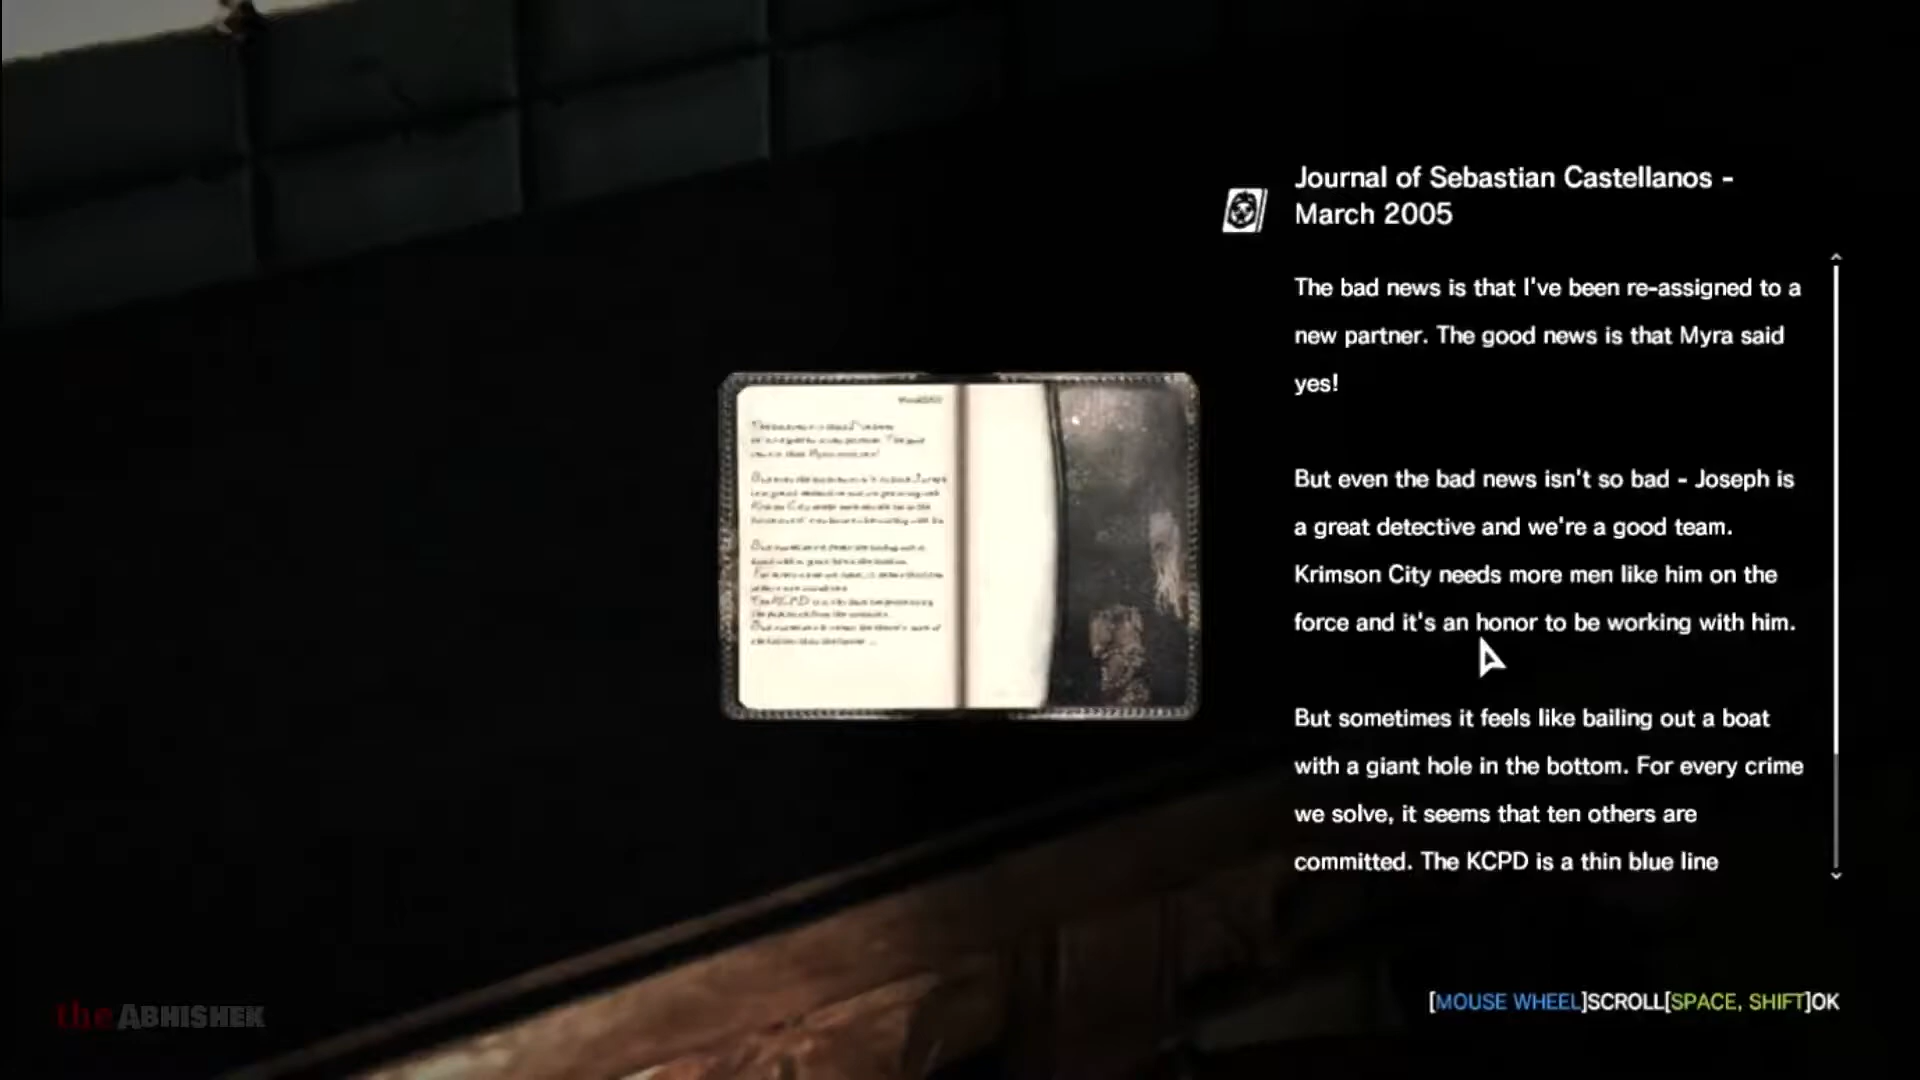 Journal of Sebastian Castellanos -
March 2005
The bad news is that I've been re-assigned to a
new partner. The good news is that Myra said
yes!
But even the bad news isn't so bad - Joseph is
a great detective and we're a good team.
Krimson City needs more men like him on the
force and it's an honor to be working with him.
But sometimes it feels like bailing out a boat
with a giant hole in the bottom. For every crime
we solve, it seems that ten others are
committed. The KCPD is a thin blue line
[MOUSE WHEEL]SCROLL[SPACE, SHIFT]OK
the ABHISHEK